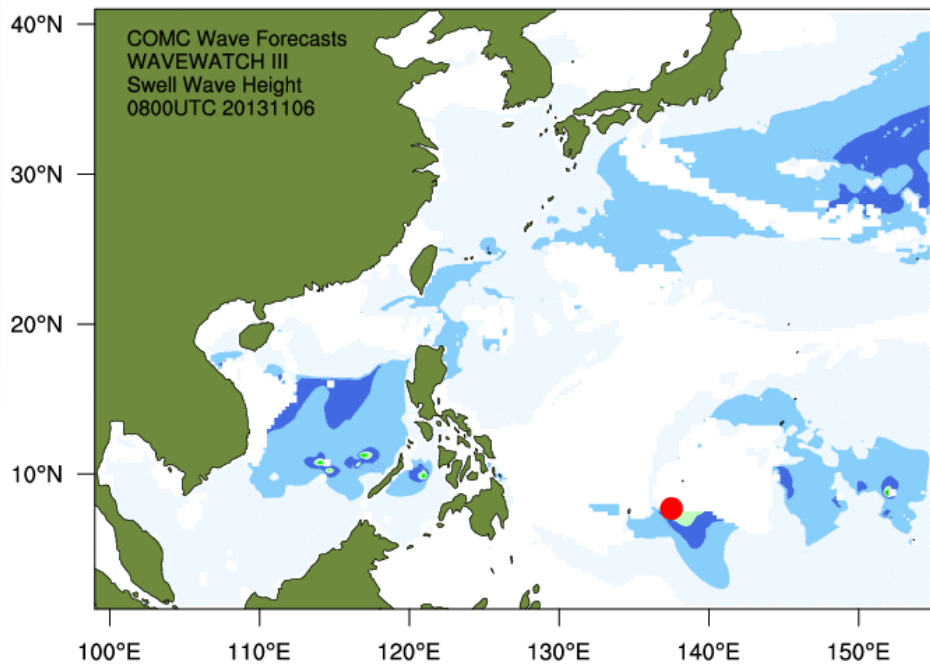 40°N
COMC Wave Forecasts
WAVEWATCH III
Swell Wave Height
0800UTC 20131106
30°N
20°N
10°N
100°E 110°E 120°E 130°E 140°E 150°E